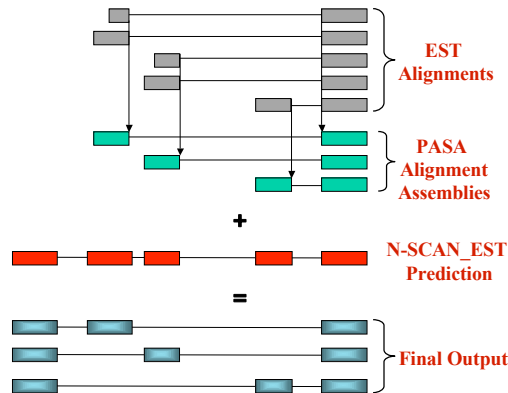 EST
Alignments
PASA
Alignment
Assemblies
+
N-SCAN_EST
Prediction
=
Final Output